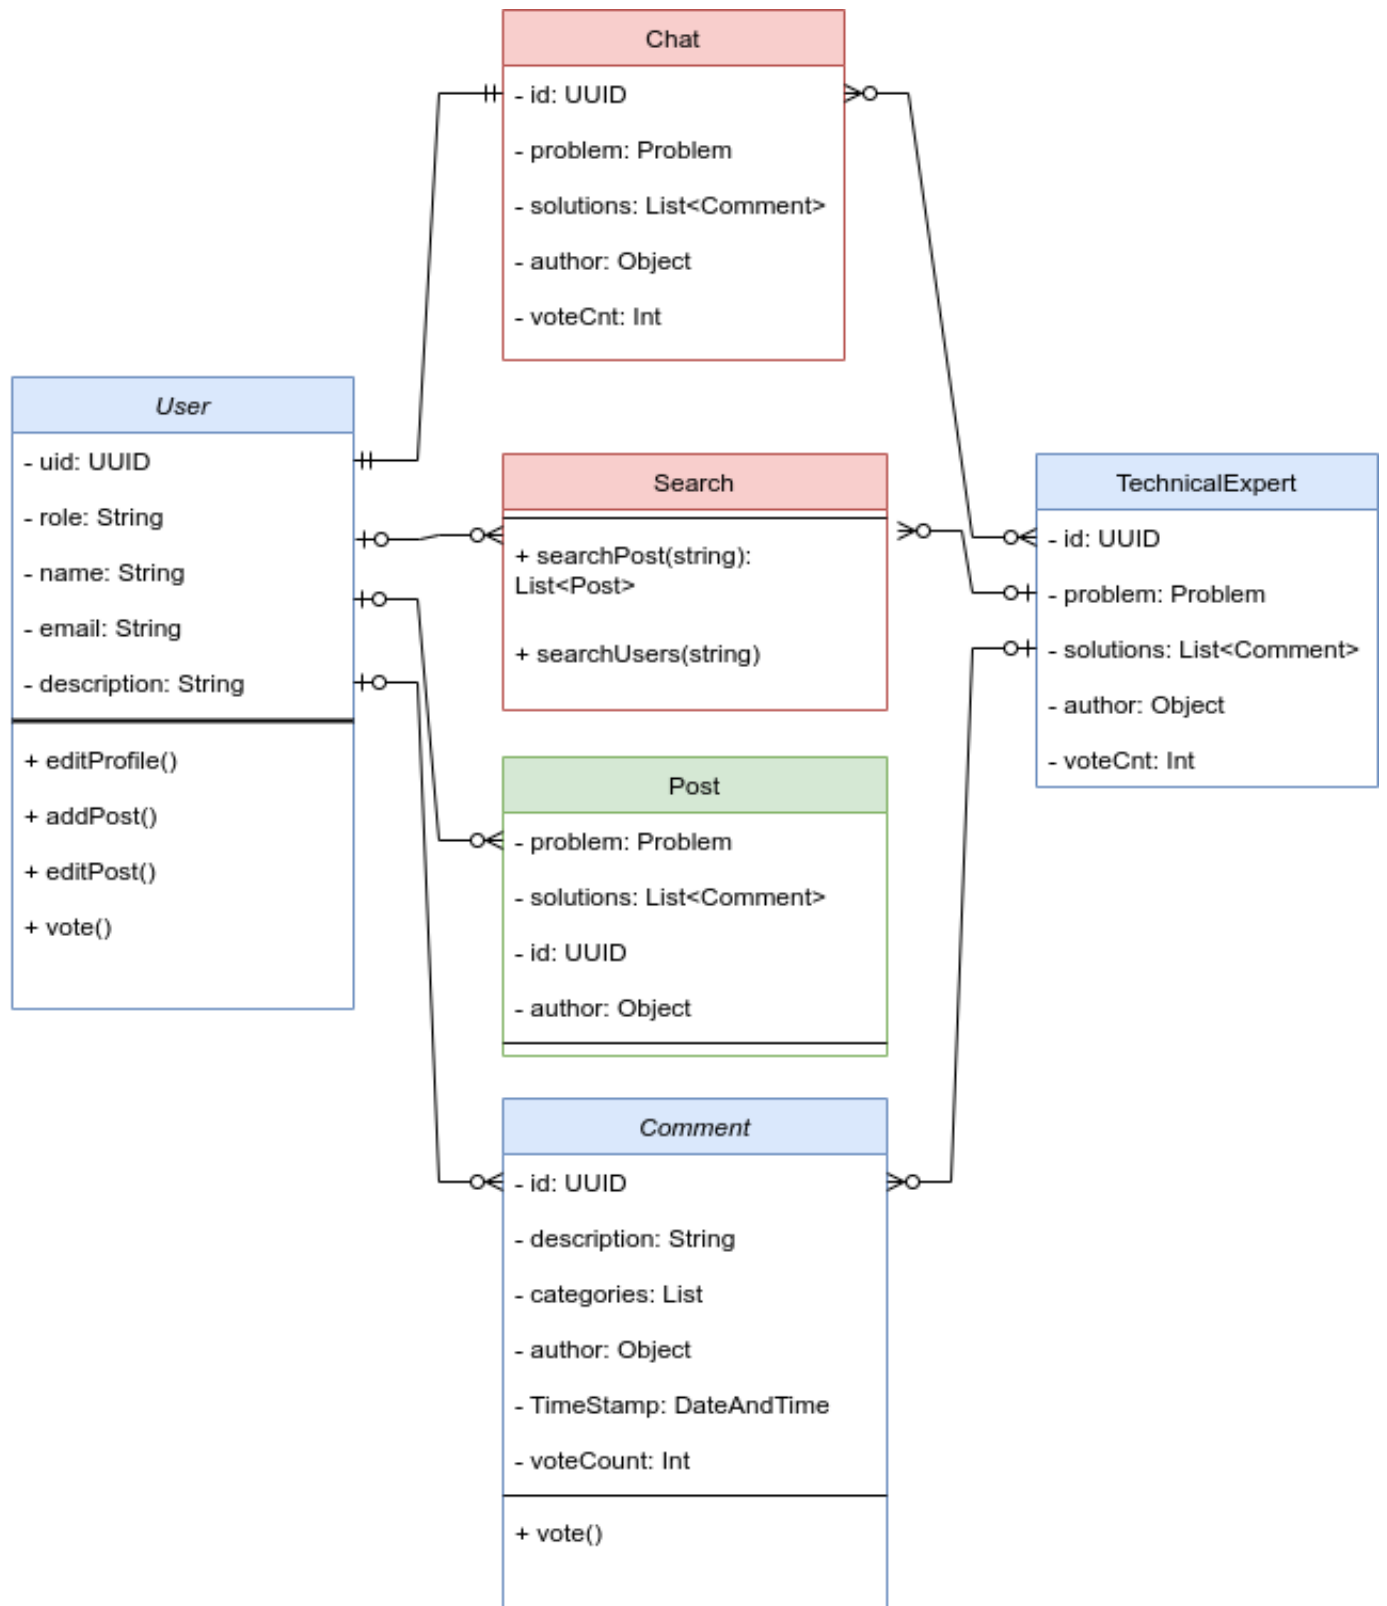 Chat
- id: UUID
- problem: Problem
- solutions: List<Comment>
- author: Object
- voteCnt: Int
User
- uid: UUID
- role: String
- name: String
- email: String
- description: String
+ editProfile()
+ addPost()
+ editPost()
+ vote()
Search
+ searchPost(string):
List<Post>
+ searchUsers(string)
TechnicalExpert
- id: UUID
- problem: Problem
- solutions: List<Comment>
- author: Object
- voteCnt: Int
Post
- problem: Problem
- solutions: List<Comment>
- id: UUID
- author: Object
Comment
- id: UUID
- description: String
- categories: List
- author: Object
- TimeStamp: DateAndTime
- voteCount: Int
+ vote()